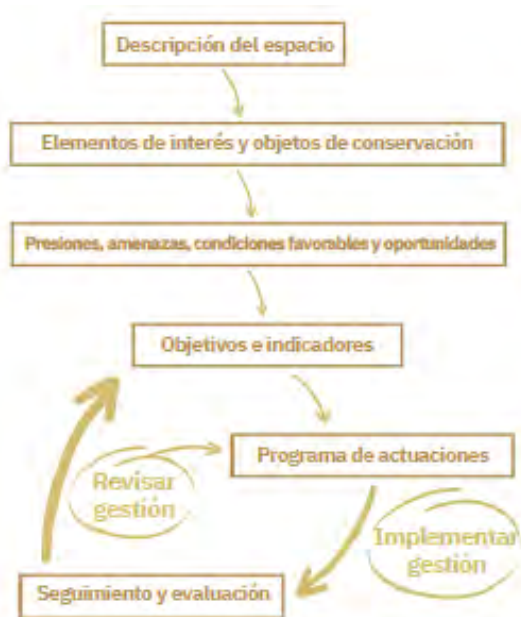 Descripción del espacio
Elementos de interés y objetos de conservación
Presiones, amenazas, condiciones favorables y oportunidades
Objetivos e indicadores
Programa de actuaciones
Revisar
gestión
Implementar
gestión
Seguimiento y evaluación